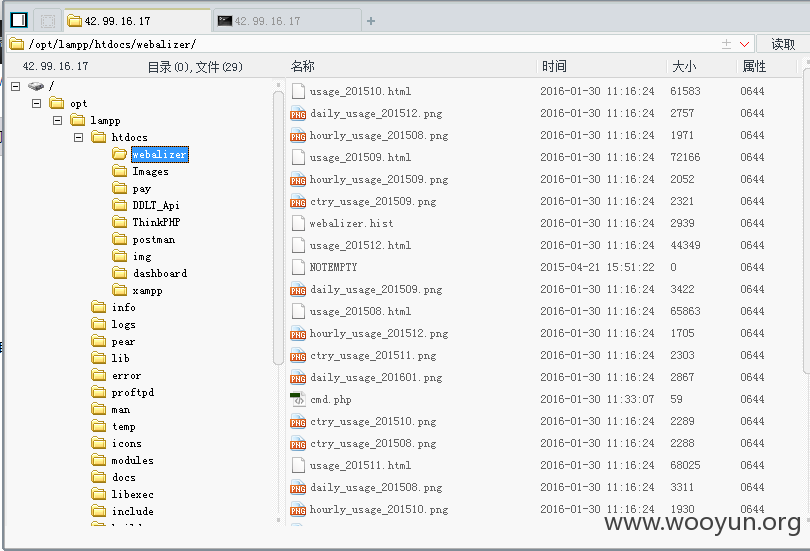 42.99.16.17 42.99.16.17
/opt/lampp/htdocs/webalizer/ 读取
42.99.16.17 目录(0),文件(29) 名称 时间 大小 属性
/
opt
lampp
htdocs
webalizer
Images
pay
DDLT_Api
ThinkPHP
postman
img
dashboard
xampp
info
logs
pear
lib
error
proftpd
man
temp
icons
modules
docs
libexec
include
usage_201510.html 2016-01-30 11:16:24 61583 0644
daily_usage_201512.png 2016-01-30 11:16:24 2757 0644
hourly_usage_201508.png 2016-01-30 11:16:24 1971 0644
usage_201509.html 2016-01-30 11:16:24 72166 0644
hourly_usage_201509.png 2016-01-30 11:16:24 2052 0644
ctry_usage_201509.png 2016-01-30 11:16:24 2321 0644
webalizer.hist 2016-01-30 11:16:24 2939 0644
usage_201512.html 2016-01-30 11:16:24 44349 0644
NOTEMPTY 2015-04-21 15:51:22 0 0644
daily_usage_201509.png 2016-01-30 11:16:24 3422 0644
usage_201508.html 2016-01-30 11:16:24 65863 0644
hourly_usage_201512.png 2016-01-30 11:16:24 1705 0644
ctry_usage_201511.png 2016-01-30 11:16:24 2303 0644
daily_usage_201601.png 2016-01-30 11:16:24 2867 0644
cmd.php 2016-01-30 11:33:07 59 0644
ctry_usage_201510.png 2016-01-30 11:16:24 2289 0644
ctry_usage_201508.png 2016-01-30 11:16:24 2288 0644
usage_201511.html 2016-01-30 11:16:24 68025 0644
daily_usage_201508.png 2016-01-30 11:16:24 3311 0644
hourly_usage_201510.png 2016-01-30 11:16:24 1930 0644
www.wooyun.org